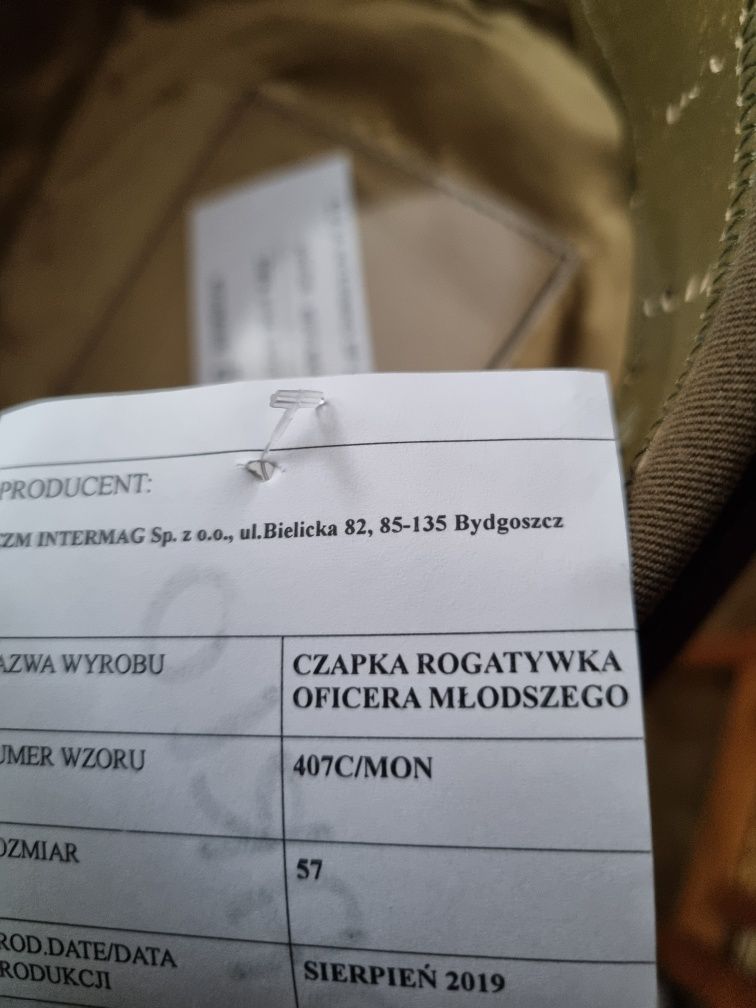 PRODUCENT:
ZM INTERMAG Sp. z o.o., ul.Bielicka 82, 85-135 Bydgoszcz
AZWA WYROBU
CZAPKA ROGATYWKA
OFICERA MŁODSZEGO
UMER WZORU
407C/MON
OZMIAR
57
ROD.DATE/DATA
RODUKCJI
SIERPIEŃ 2019